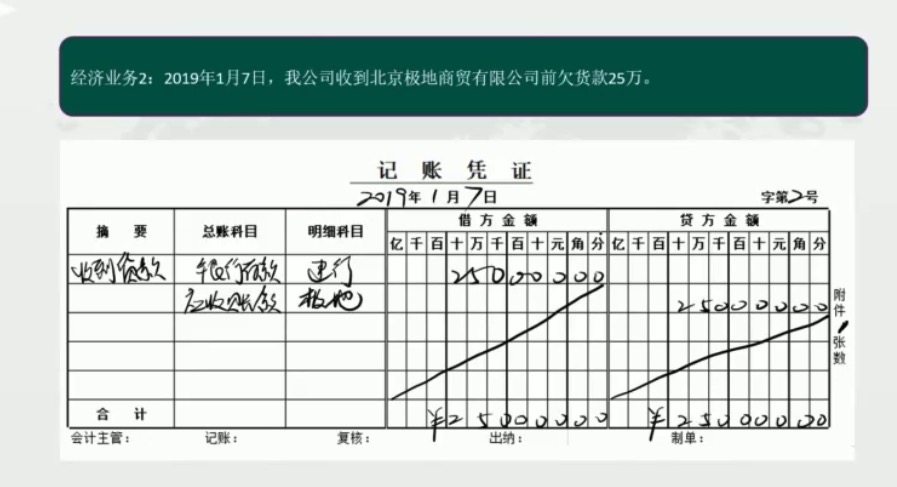 经济业务2：2019年1月7日，我公司收到北京极地商贸有限公司前欠货款25万。
记 账 凭 证
2019年1月7日 字第2号
摘 要 总账科目 明细科目 借方金额 贷方金额
亿千百十万千百十元角分 亿千百十万千百十元角分
收到货款 银行存款 建行 25000000
应收账款 极地 25000000
附件1张数
合 计 ¥25000000 ¥25000000
会计主管： 记账： 复核： 出纳： 制单：